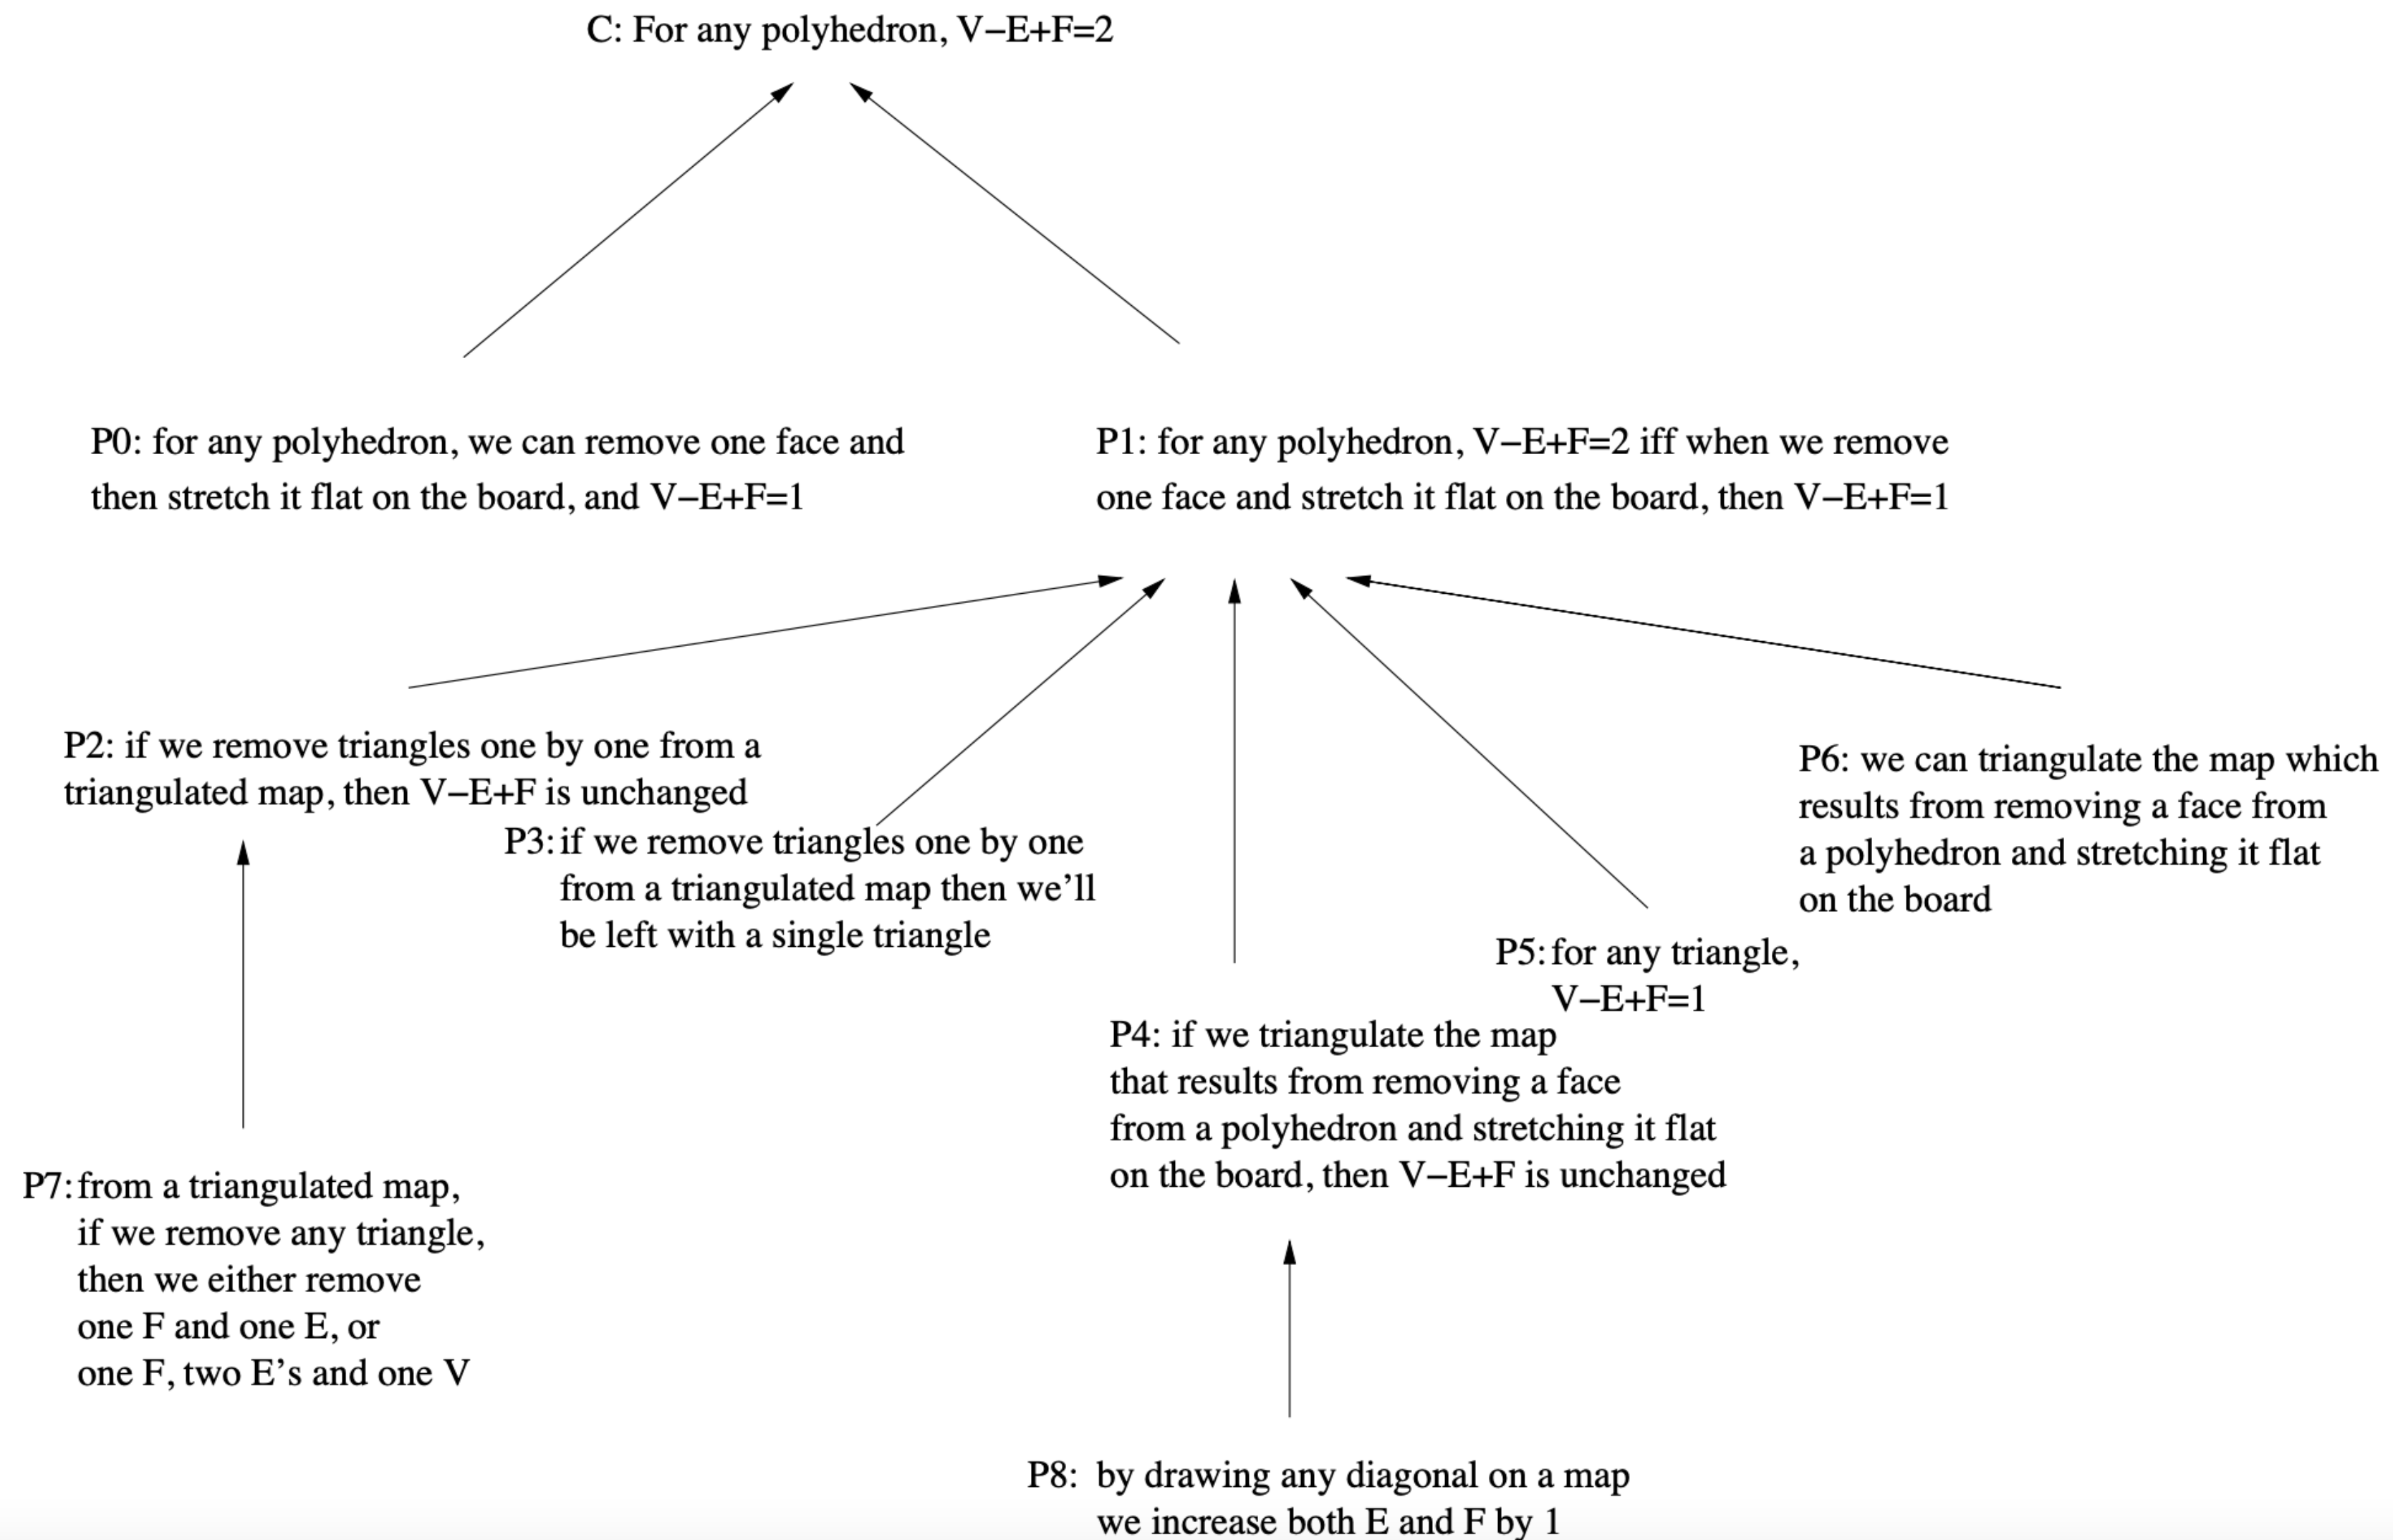 C: For any polyhedron, V–E+F=2
P0: for any polyhedron, we can remove one face and
then stretch it flat on the board, and V–E+F=1
P1: for any polyhedron, V–E+F=2 iff when we remove
one face and stretch it flat on the board, then V–E+F=1
P2: if we remove triangles one by one from a
triangulated map, then V–E+F is unchanged
P3: if we remove triangles one by one
from a triangulated map then we’ll
be left with a single triangle
P6: we can triangulate the map which
results from removing a face from
a polyhedron and stretching it flat
on the board
P5: for any triangle,
V–E+F=1
P4: if we triangulate the map
that results from removing a face
from a polyhedron and stretching it flat
on the board, then V–E+F is unchanged
P7: from a triangulated map,
if we remove any triangle,
then we either remove
one F and one E, or
one F, two E’s and one V
P8: by drawing any diagonal on a map
we increase both E and F by 1